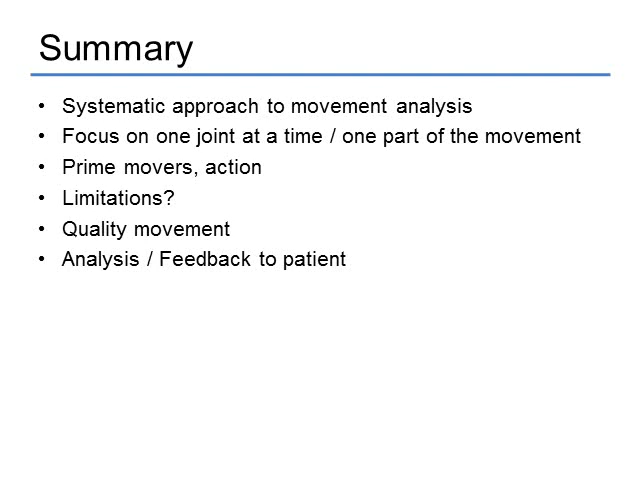 Summary
• Systematic approach to movement analysis
• Focus on one joint at a time / one part of the movement
• Prime movers, action
• Limitations?
• Quality movement
• Analysis / Feedback to patient